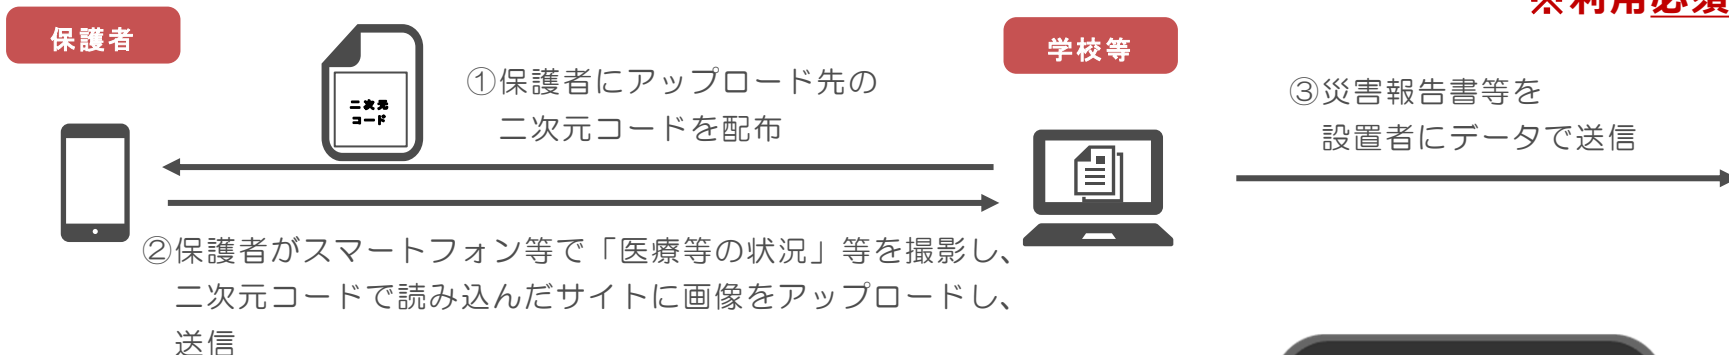 ※利用必須
保護者
学校等
二次元
コード
①保護者にアップロード先の
二次元コードを配布
③災害報告書等を
設置者にデータで送信
②保護者がスマートフォン等で「医療等の状況」等を撮影し、
二次元コードで読み込んだサイトに画像をアップロードし、
送信